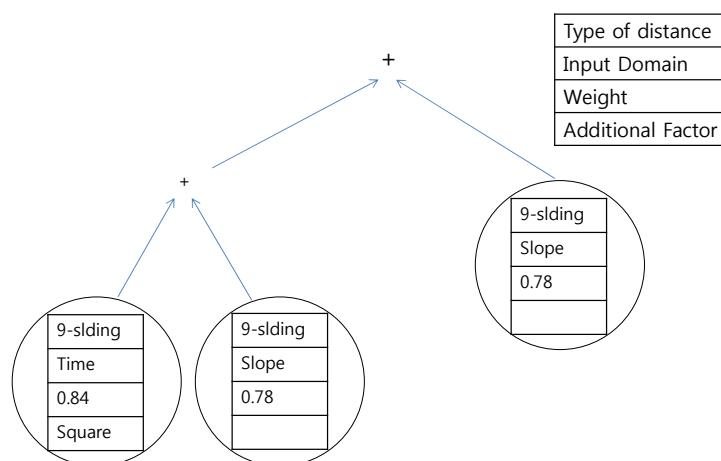 Type of distance
+
Input Domain
Weight
Additional Factor
+
9-slding
Slope
0.78
9-slding
Time
0.84
Square
9-slding
Slope
0.78